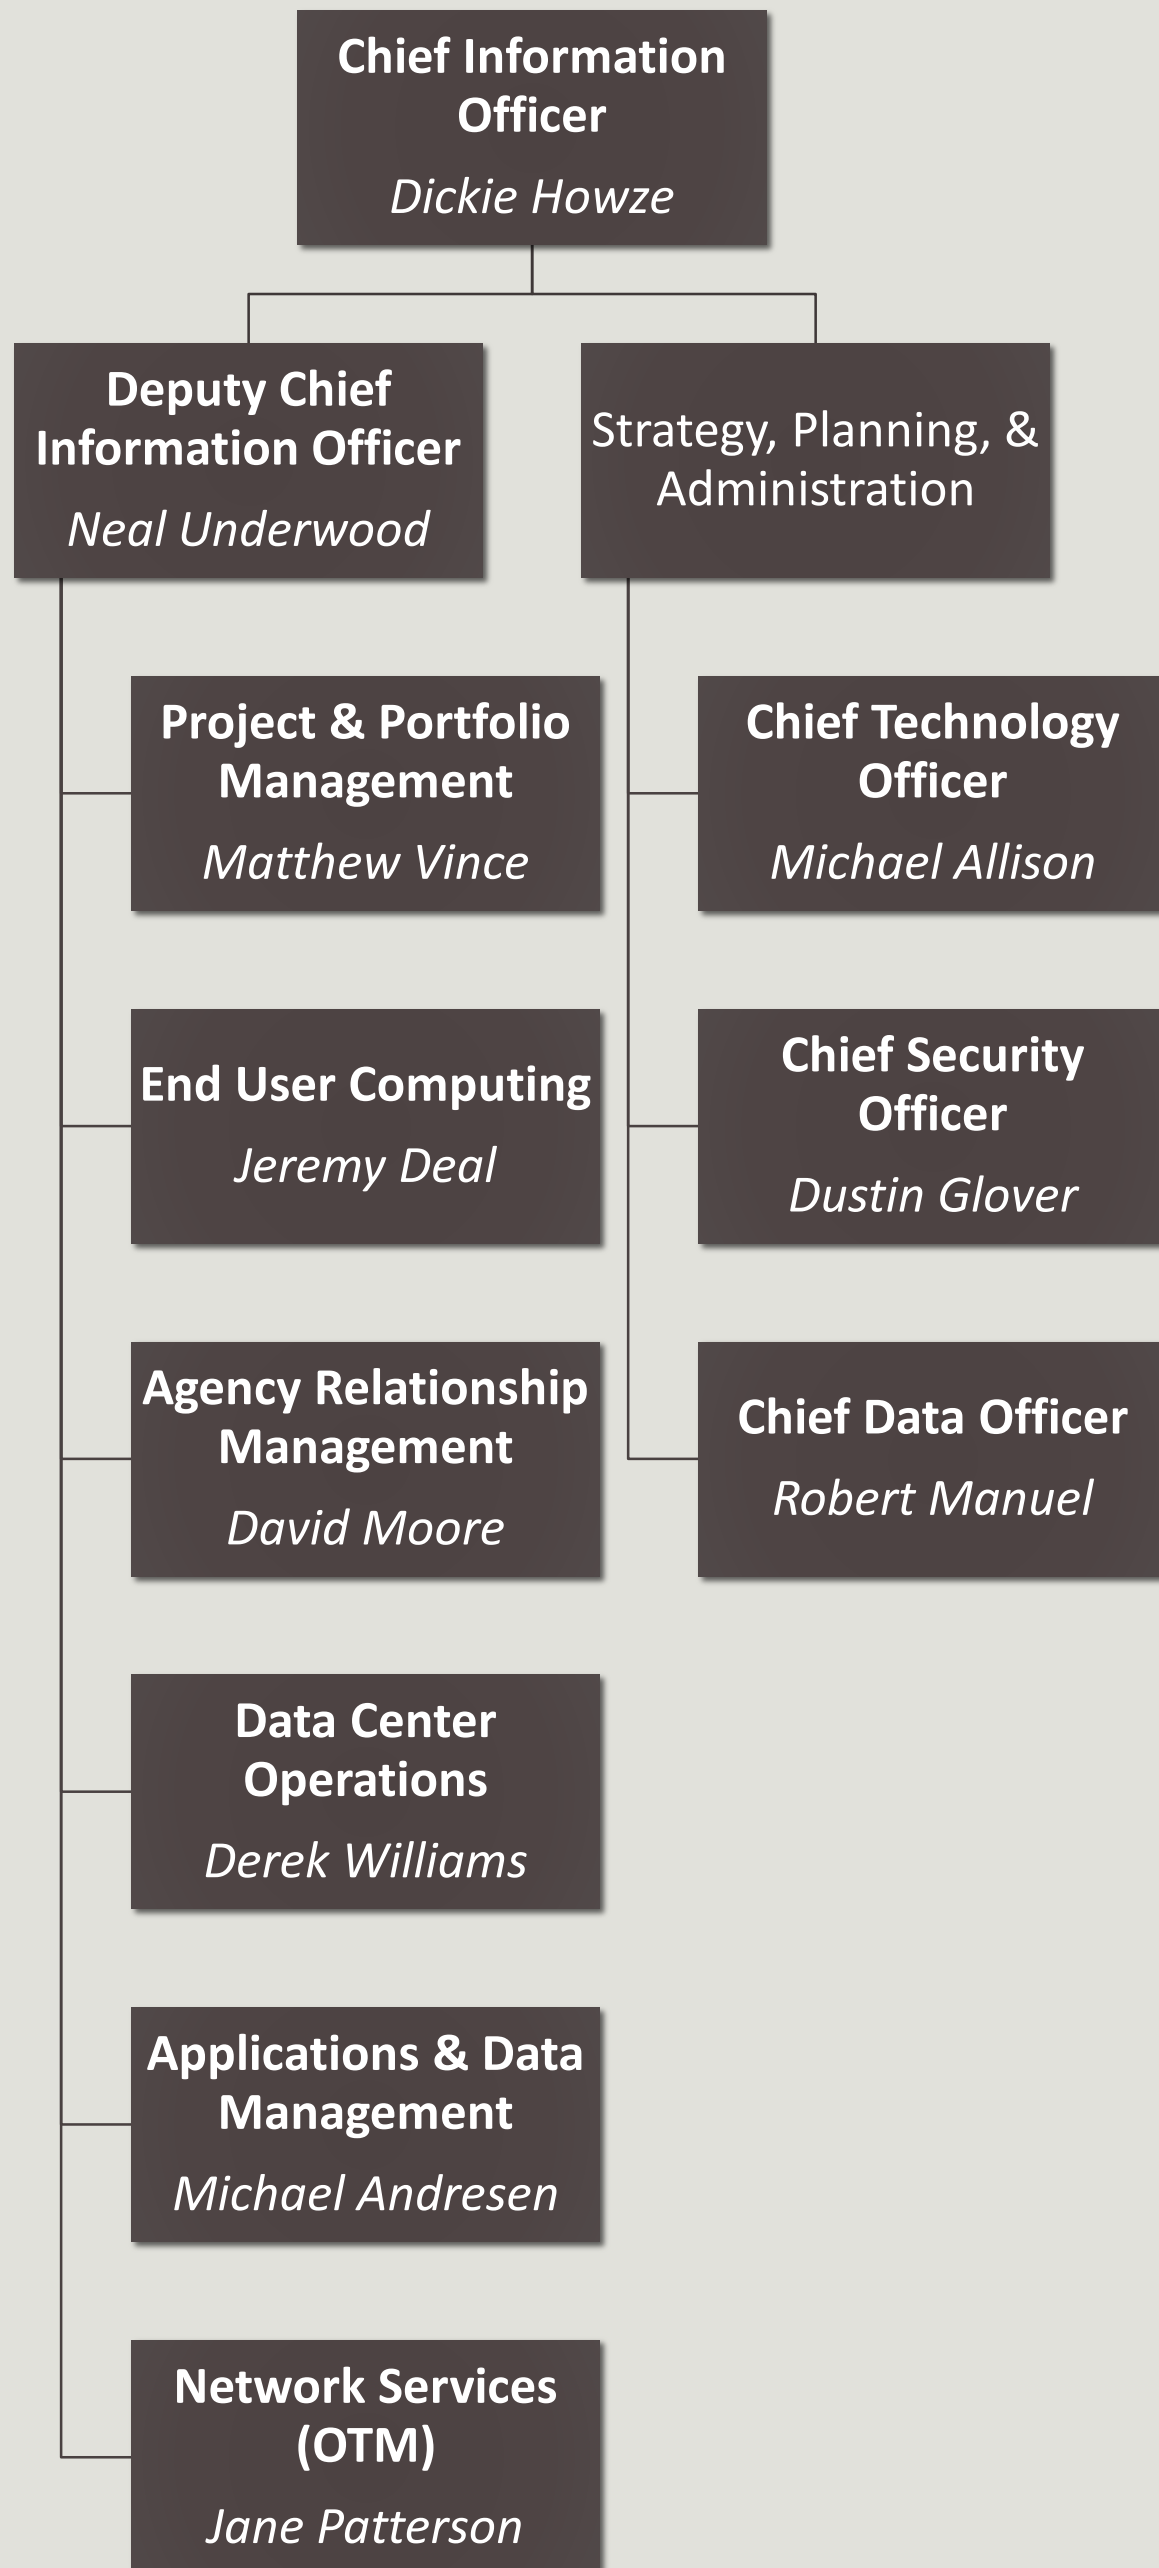 Chief Information
Officer
Dickie Howze
Deputy Chief
Information Officer
Neal Underwood
Strategy, Planning, &
Administration
Project & Portfolio
Management
Matthew Vince
Chief Technology
Officer
Michael Allison
End User Computing
Jeremy Deal
Chief Security
Officer
Dustin Glover
Agency Relationship
Management
David Moore
Chief Data Officer
Robert Manuel
Data Center
Operations
Derek Williams
Applications & Data
Management
Michael Andresen
Network Services
(OTM)
Jane Patterson